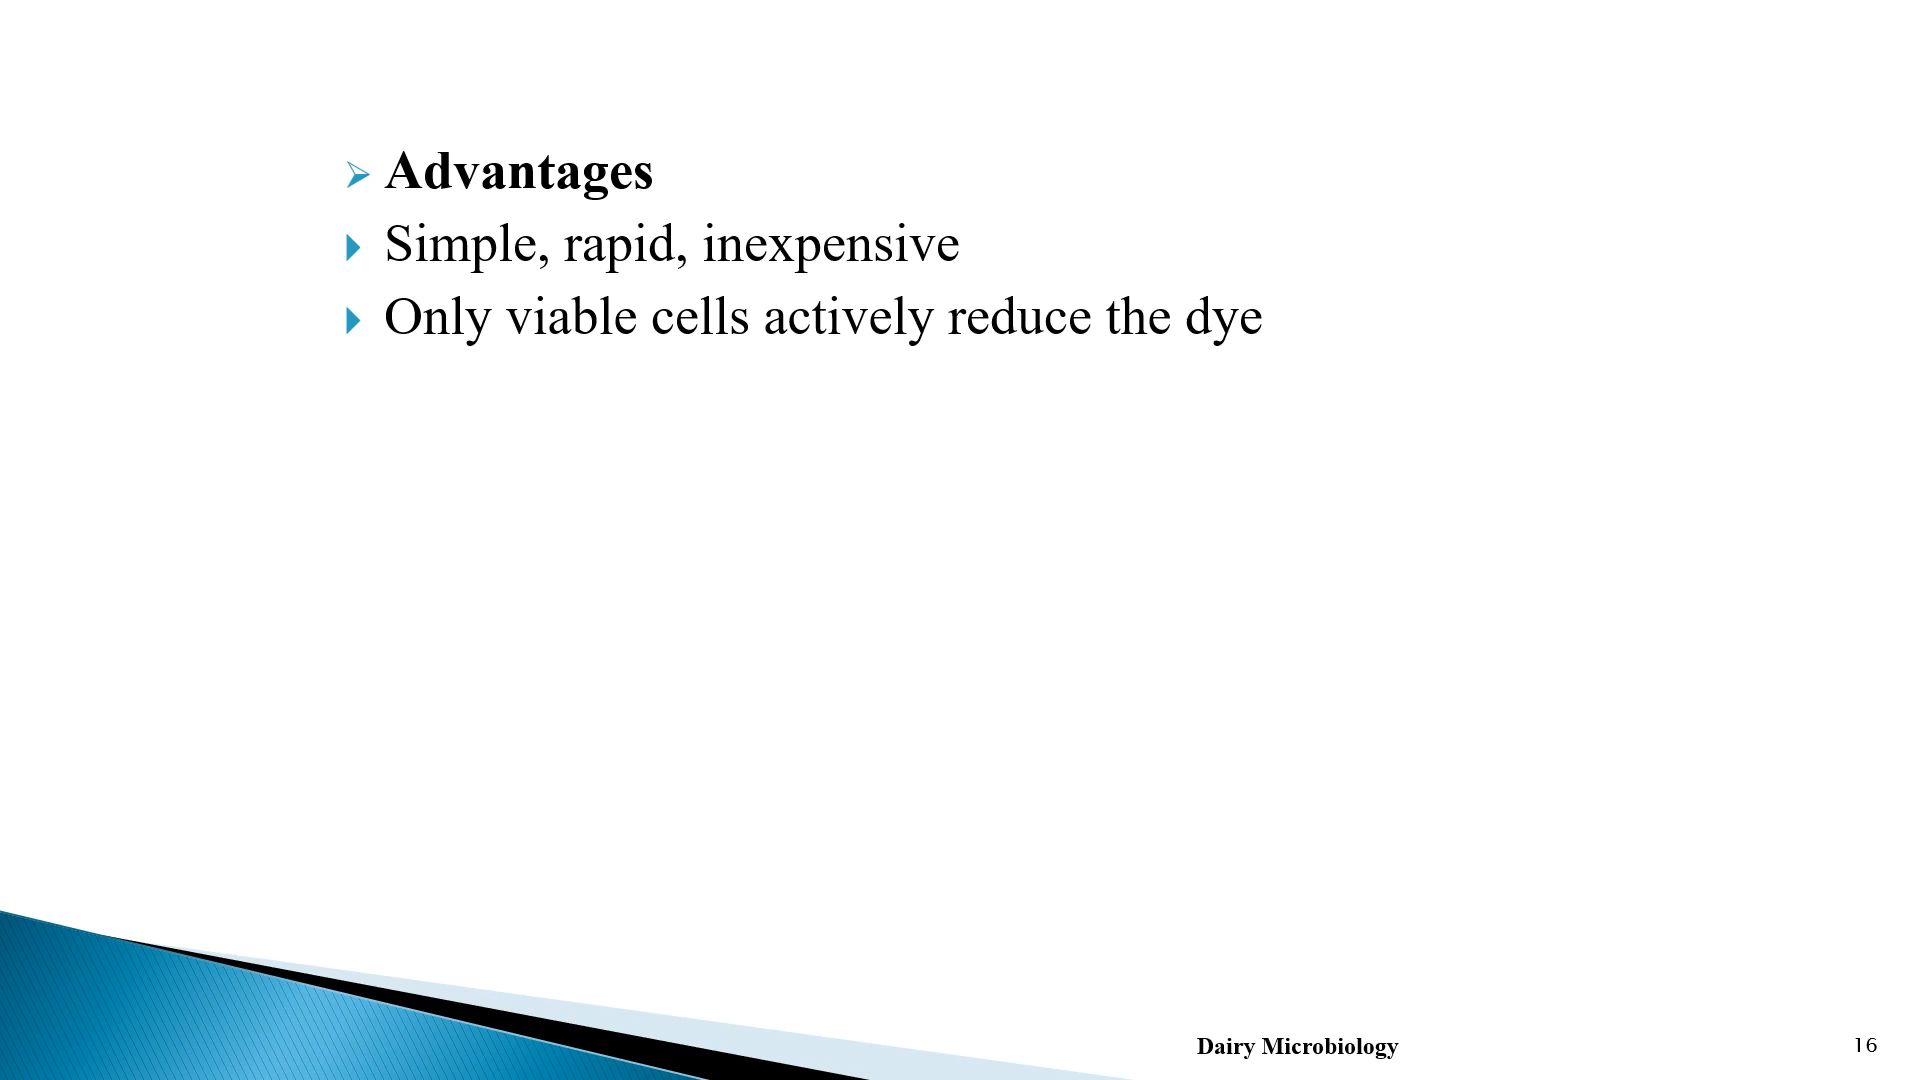 Advantages
Simple, rapid, inexpensive
Only viable cells actively reduce the dye
Dairy Microbiology
16